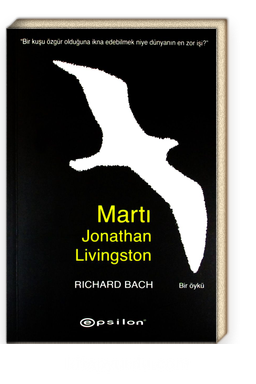 "Bir kuşu özgür olduğuna ikna edebilmek niye dünyanın en zor işi?"
Martı
Jonathan
Livingston
RICHARD BACH
Bir öykü
epsilon®